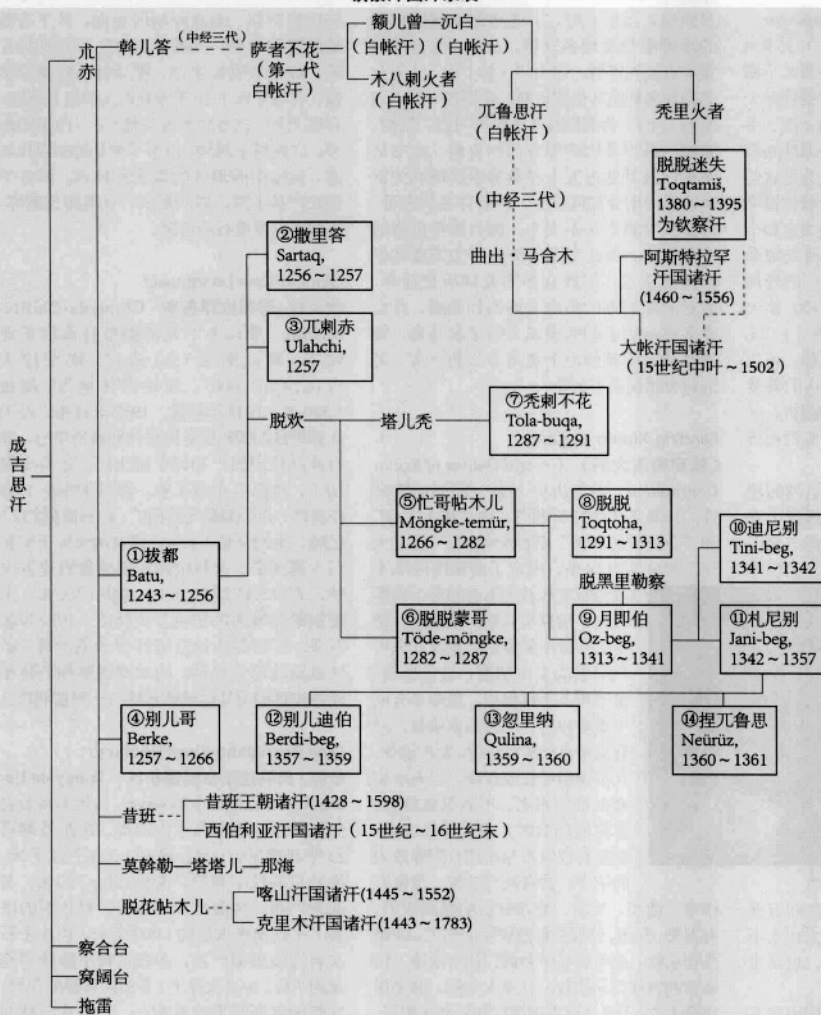 术赤
斡儿答
(中经三代)
萨者不花
(第一代
白帐汗)
额儿曾—沉白
(白帐汗)(白帐汗)
木八剌火者
(白帐汗)
兀鲁思汗
(白帐汗)
秃里火者
脱脱迷失
Toqtamiš,
1380～1395
为钦察汗
(中经三代)
曲出
马合木
阿斯特拉罕
汗国诸汗
(1460～1556)
大帐汗国诸汗
(15世纪中叶～1502)
②撒里答
Sartaq,
1256～1257
③兀剌赤
Ulahchi,
1257
脱欢
塔儿秃
⑦秃剌不花
Tola-buqa,
1287～1291
成吉思汗
①拔都
Batu,
1243～1256
⑤忙哥帖木儿
Möngke-temür,
1266～1282
⑧脱脱
Toqtoha,
1291～1313
⑩迪尼别
Tini-beg,
1341～1342
脱黑里勒察
⑥脱脱蒙哥
Töde-möngke,
1282～1287
⑨月即伯
Oz-beg,
1313～1341
⑪札尼别
Jani-beg,
1342～1357
④别儿哥
Berke,
1257～1266
⑫别儿迪伯
Berdi-beg,
1357～1359
⑬忽里纳
Qulina,
1359～1360
⑭捏兀鲁思
Neürüz,
1360～1361
昔班
昔班王朝诸汗(1428～1598)
西伯利亚汗国诸汗(15世纪～16世纪末)
莫斡勒—塔塔儿—那海
脱花帖木儿
喀山汗国诸汗(1445～1552)
克里木汗国诸汗(1443～1783)
察合台
窝阔台
拖雷